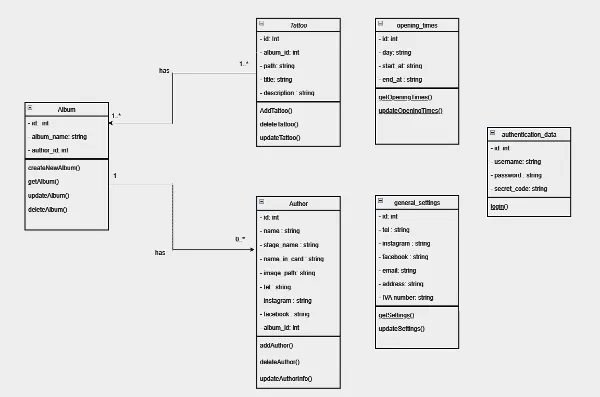 Tattoo
- id: int
- album_id: int
- path: string
- title: string
- description : string
AddTattoo()
deleteTattoo()
updateTattoo()
opening_times
- id: int
- day: string
- start_at: string
- end_at : string
getOpeningTimes()
updateOpeningTimes()
has
1..*
1..*
Album
- id: int
- album_name: string
- author_id: int
createNewAlbum()
getAlbum()
updateAlbum()
deleteAlbum()
authentication_data
- id: int
- username: string
- password : string
- secret_code: string
login()
1
0..*
has
Author
- id: int
- name : string
- stage_name : string
- name_in_card : string
- image_path: string
- tel : string
instagram : string
- facebook : string
album_id: int
addAuthor()
deleteAuthor()
updateAuthorInfo()
general_settings
- id: int
- tel : string
- instagram : string
- facebook : string
- email: string
- address: string
- IVA number: string
getSettings()
updateSettings()